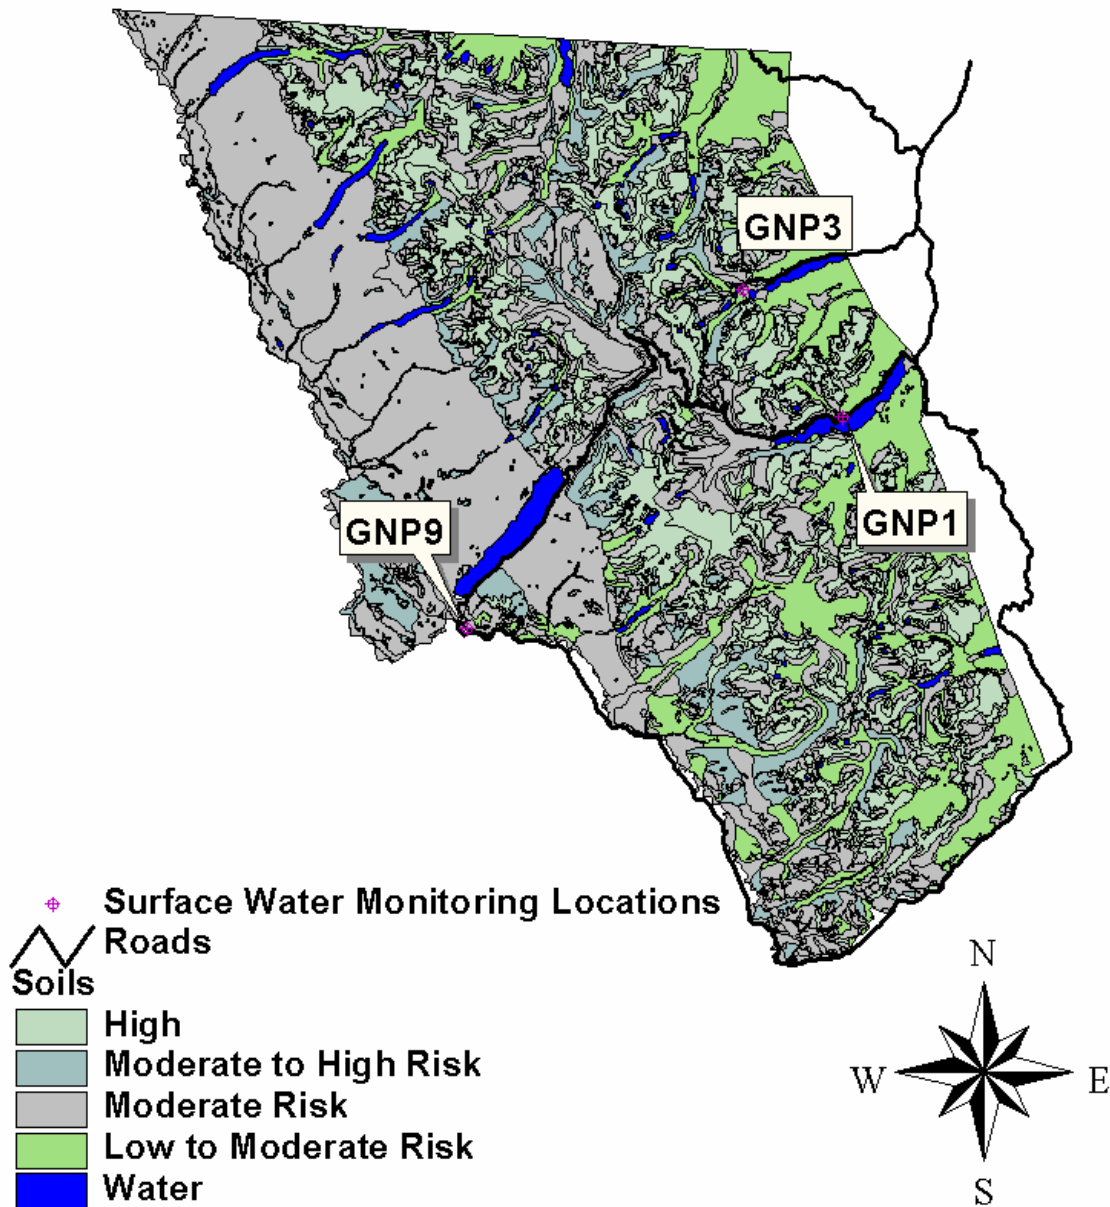 GNP3
GNP9
GNP1
Surface Water Monitoring Locations
Roads
Soils
High
Moderate to High Risk
Moderate Risk
Low to Moderate Risk
Water
N
W
E
S